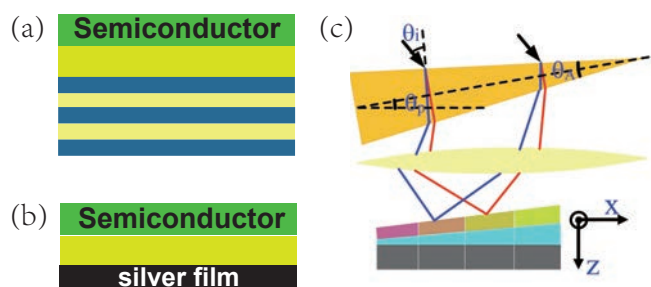 (a)
Semiconductor
(b)
Semiconductor
silver film
(c)
θi
θA
θp
X
Z